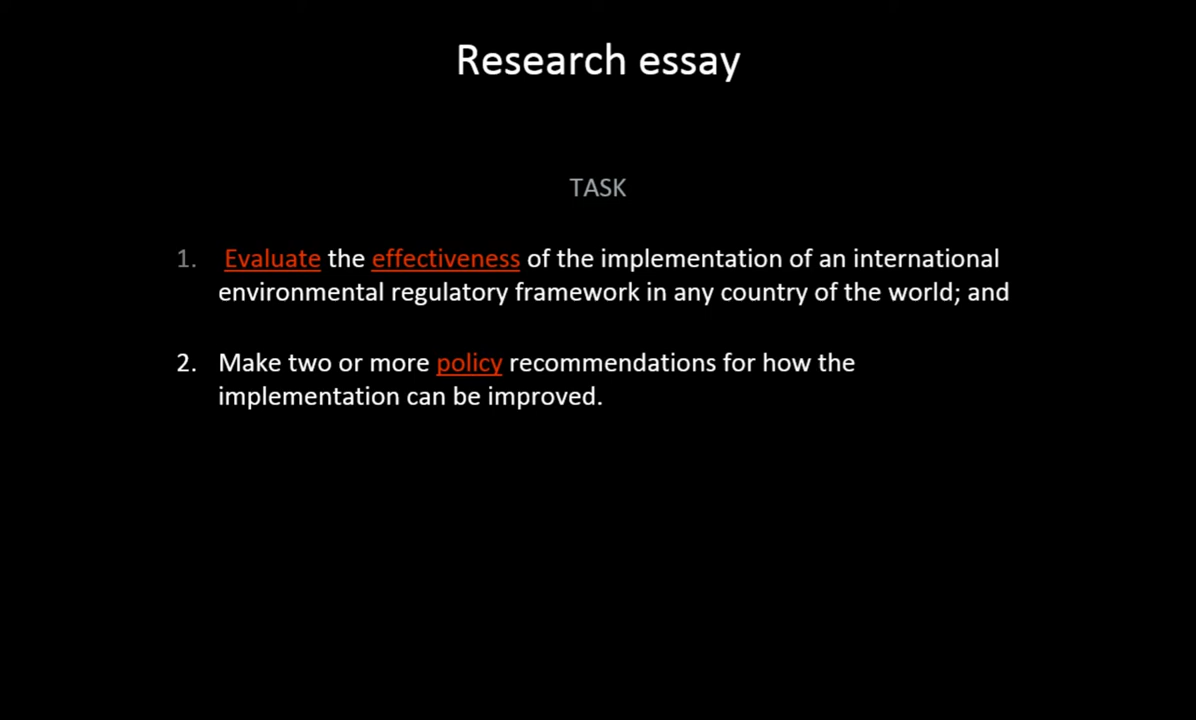 Research essay
TASK
1. Evaluate the effectiveness of the implementation of an international
environmental regulatory framework in any country of the world; and
2. Make two or more policy recommendations for how the
implementation can be improved.